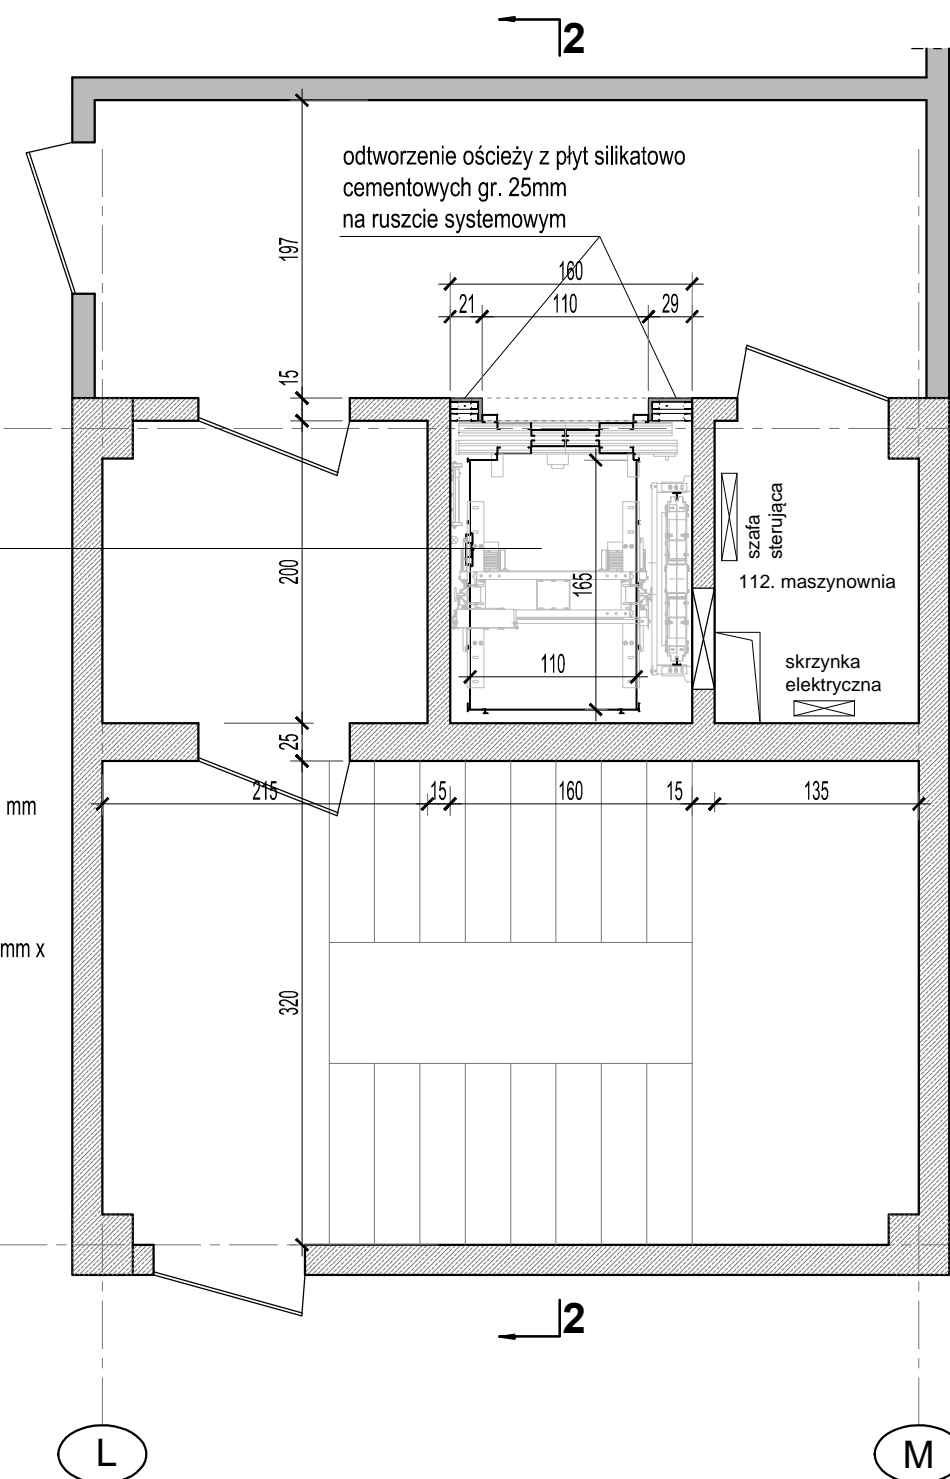 2
odtworzenie ościeży z płyt silikatowo
cementowych gr. 25mm
na ruszcie systemowym
197
160
21
110
29
15
szafa
sterująca
200
165
112. maszynownia
110
skrzynka
elektryczna
25
215
15
160
15
135
mm
mm x
320
2
L
M